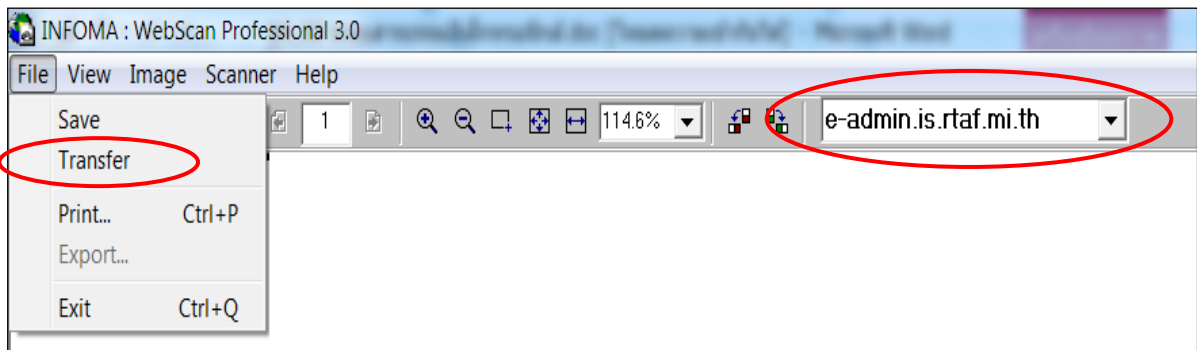 INFOMA : WebScan Professional 3.0
File View Image Scanner Help
1 114.6% e-admin.is.rtaf.mi.th
Save
Transfer
Print... Ctrl+P
Export...
Exit Ctrl+Q